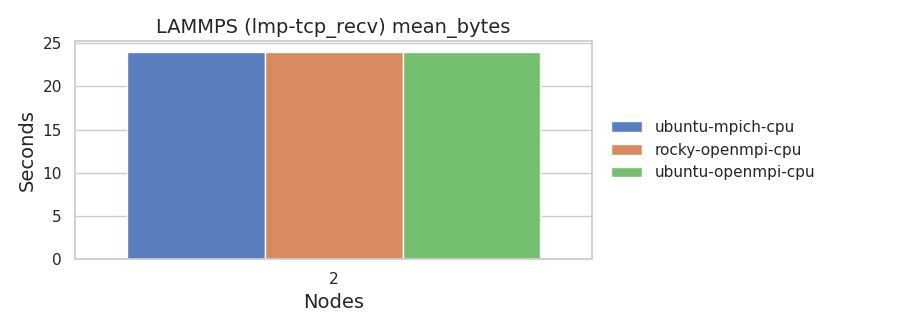 LAMMPS (lmp-tcp_recv) mean_bytes
Seconds
25
20
15
10
5
0
2
Nodes
ubuntu-mpich-cpu
rocky-openmpi-cpu
ubuntu-openmpi-cpu